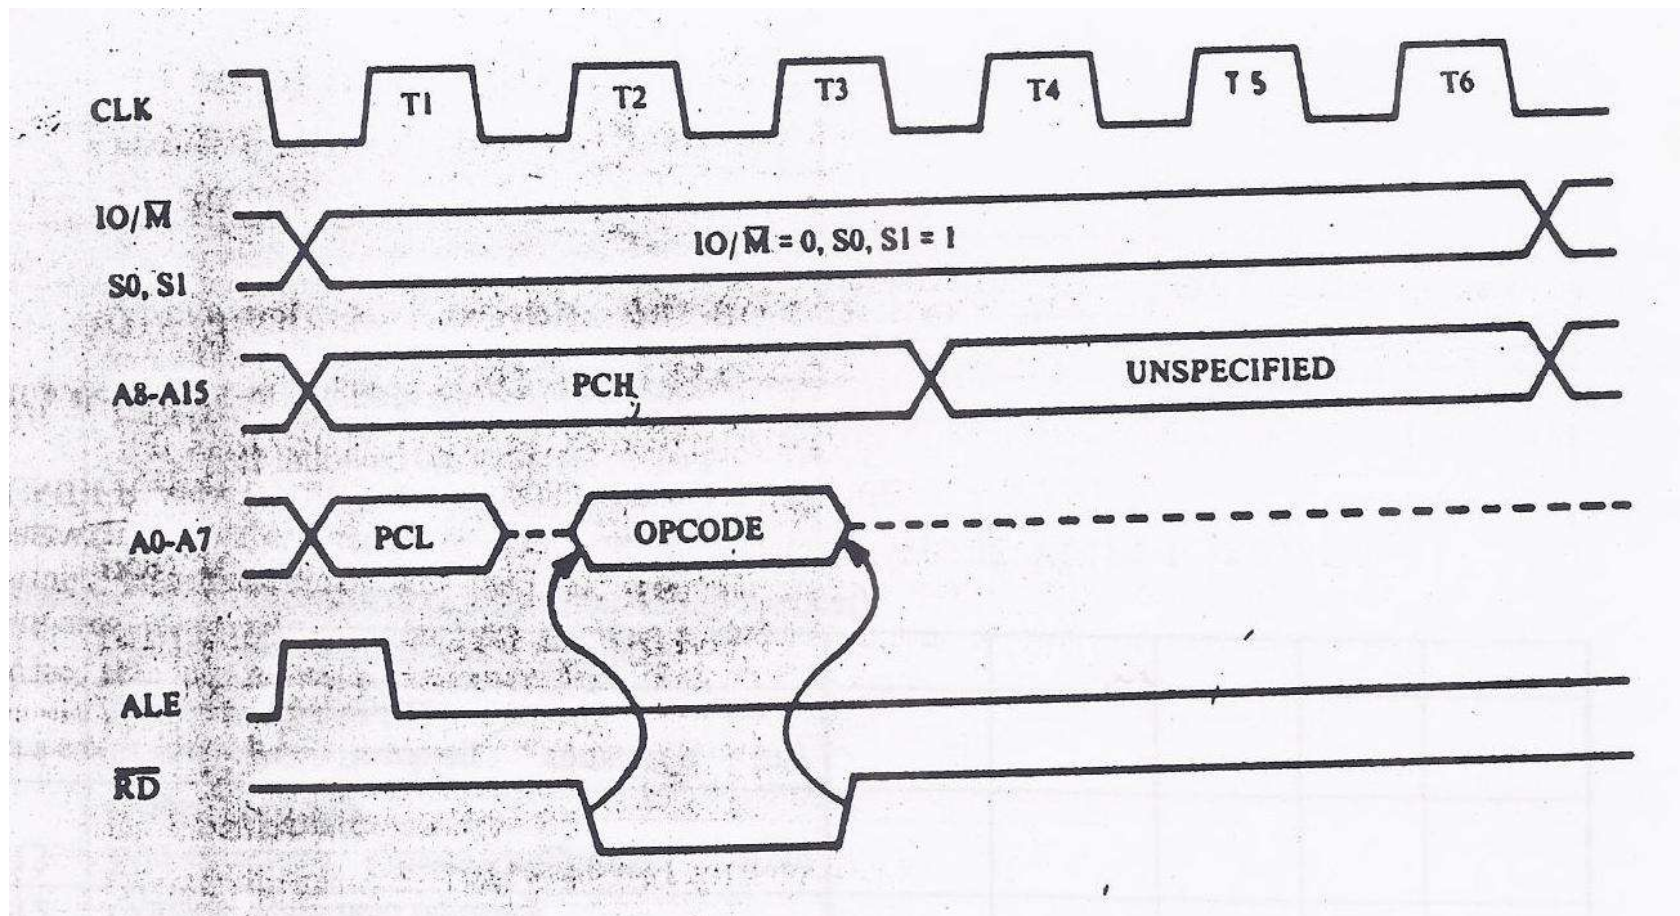 CLK T1 T2 T3 T4 T5 T6
IO/M̅
IO/M̅ = 0, S0, S1 = 1
S0, S1
A8-A15 PCH UNSPECIFIED
A0-A7 PCL OPCODE
ALE
R̅D̅